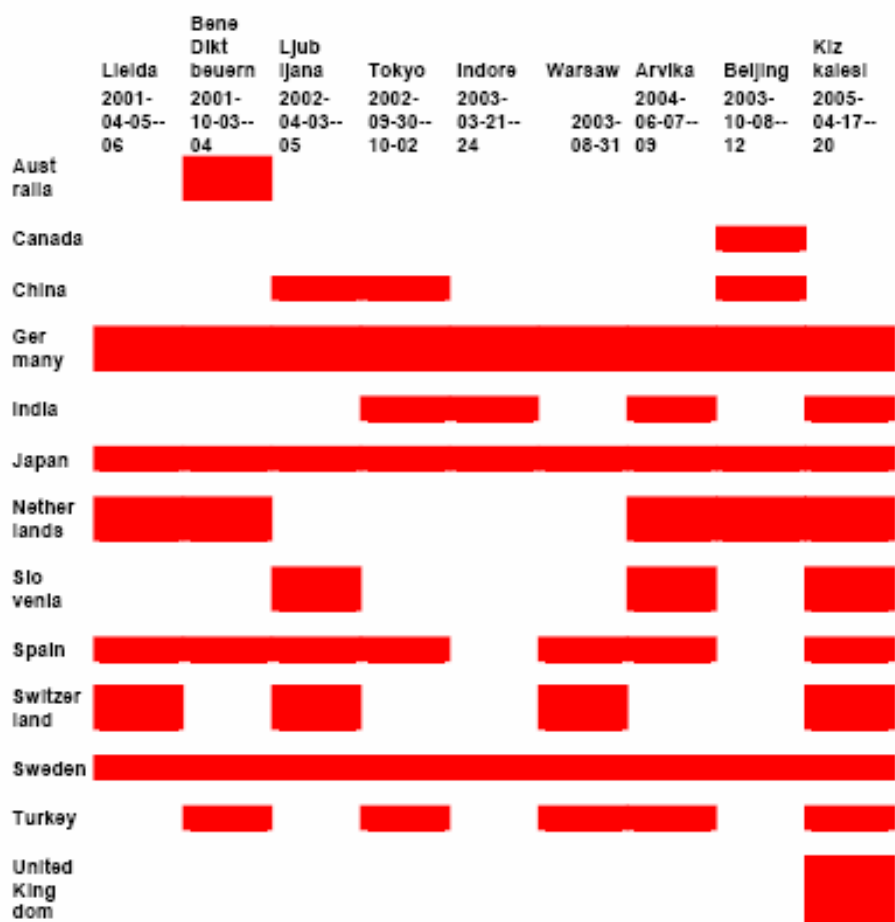 Bene
Dikt Ljub Kiz
Lleida beuern ljana Tokyo Indore Warsaw Arvika Beijing kalesi
2001- 2001- 2002- 2002- 2003- 2004- 2003- 2005-
04-05-- 10-03-- 04-03-- 09-30-- 03-21-- 2003- 06-07-- 10-08-- 04-17--
06 04 05 10-02 24 08-31 09 12 20
Aust
ralia
Canada
China
Ger
many
India
Japan
Nether
lands
Slo
venia
Spain
Switzer
land
Sweden
Turkey
United
King
dom